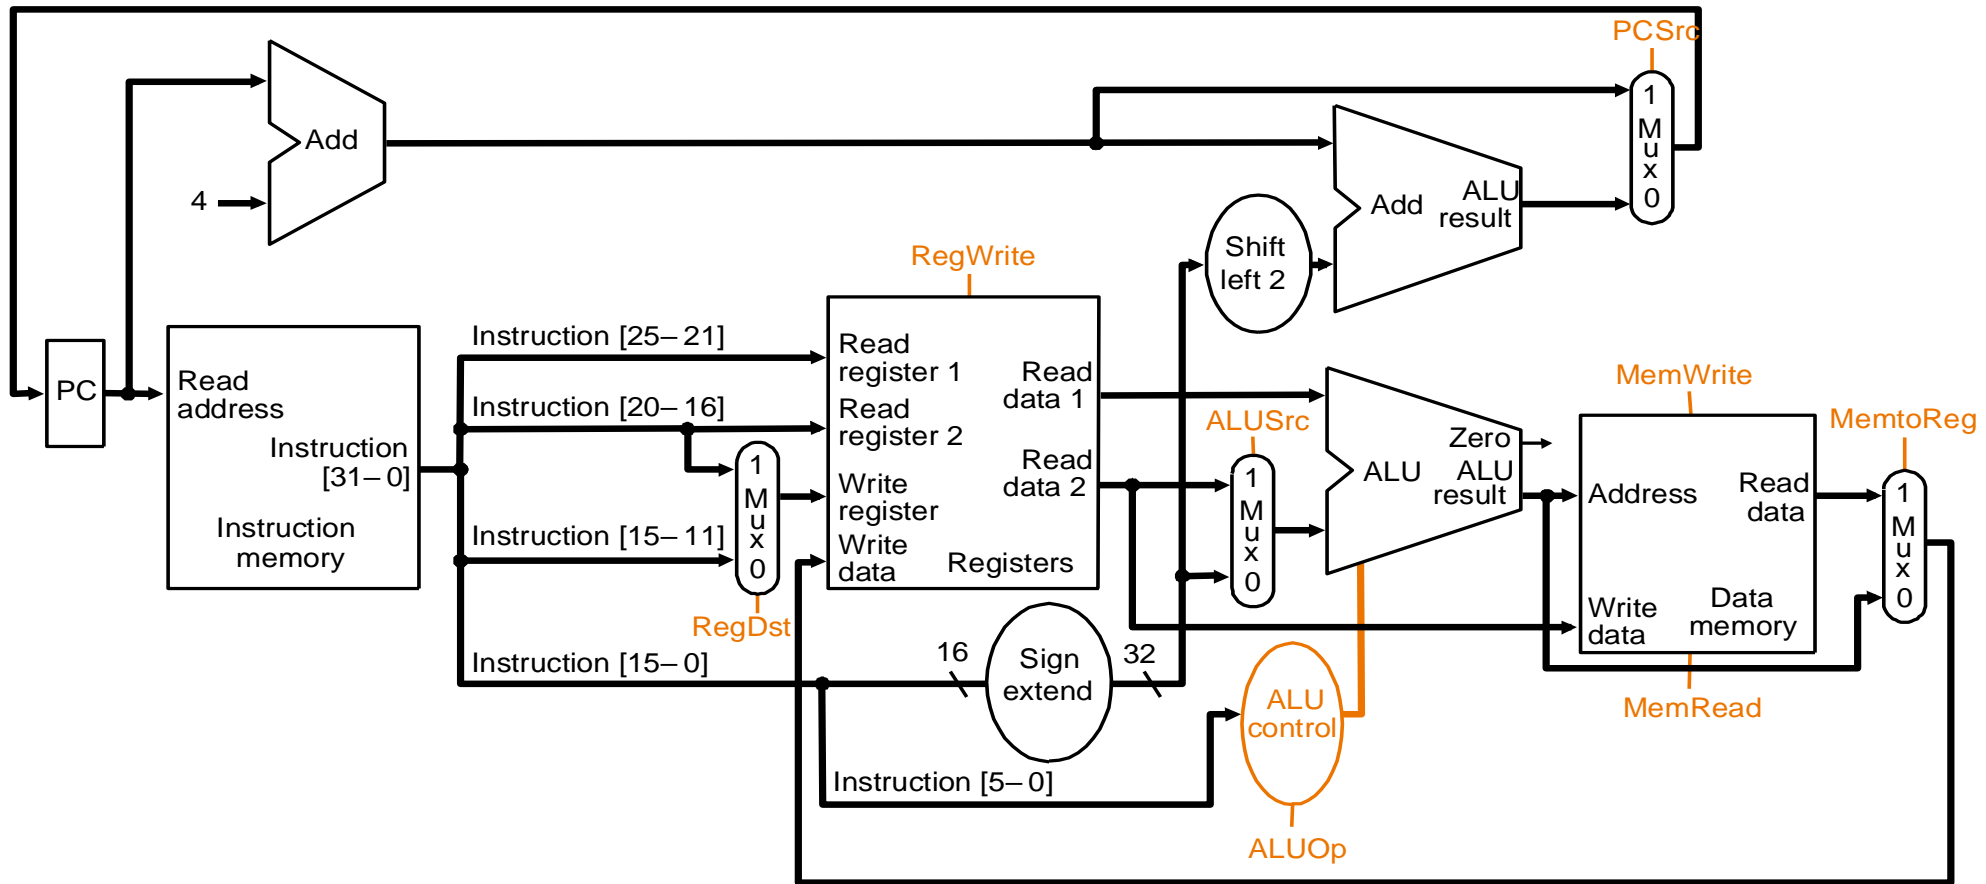 PCSrc
1
M
u
x
0
Add
4
Add
ALU
result
Shift
left 2
RegWrite
Instruction [25– 21]
Read
register 1
Read
data 1
PC
Read
address
Instruction [20– 16]
Read
register 2
MemWrite
MemtoReg
ALUSrc
Instruction
[31– 0]
1
M
u
x
0
Write
register
Read
data 2
1
M
u
x
0
Zero
ALU
ALU
result
Address
Read
data
1
M
u
x
0
Instruction
memory
Instruction [15– 11]
Write
data
Registers
RegDst
Write
data
Data
memory
Instruction [15– 0]
16
Sign
extend
32
ALU
control
MemRead
Instruction [5– 0]
ALUOp